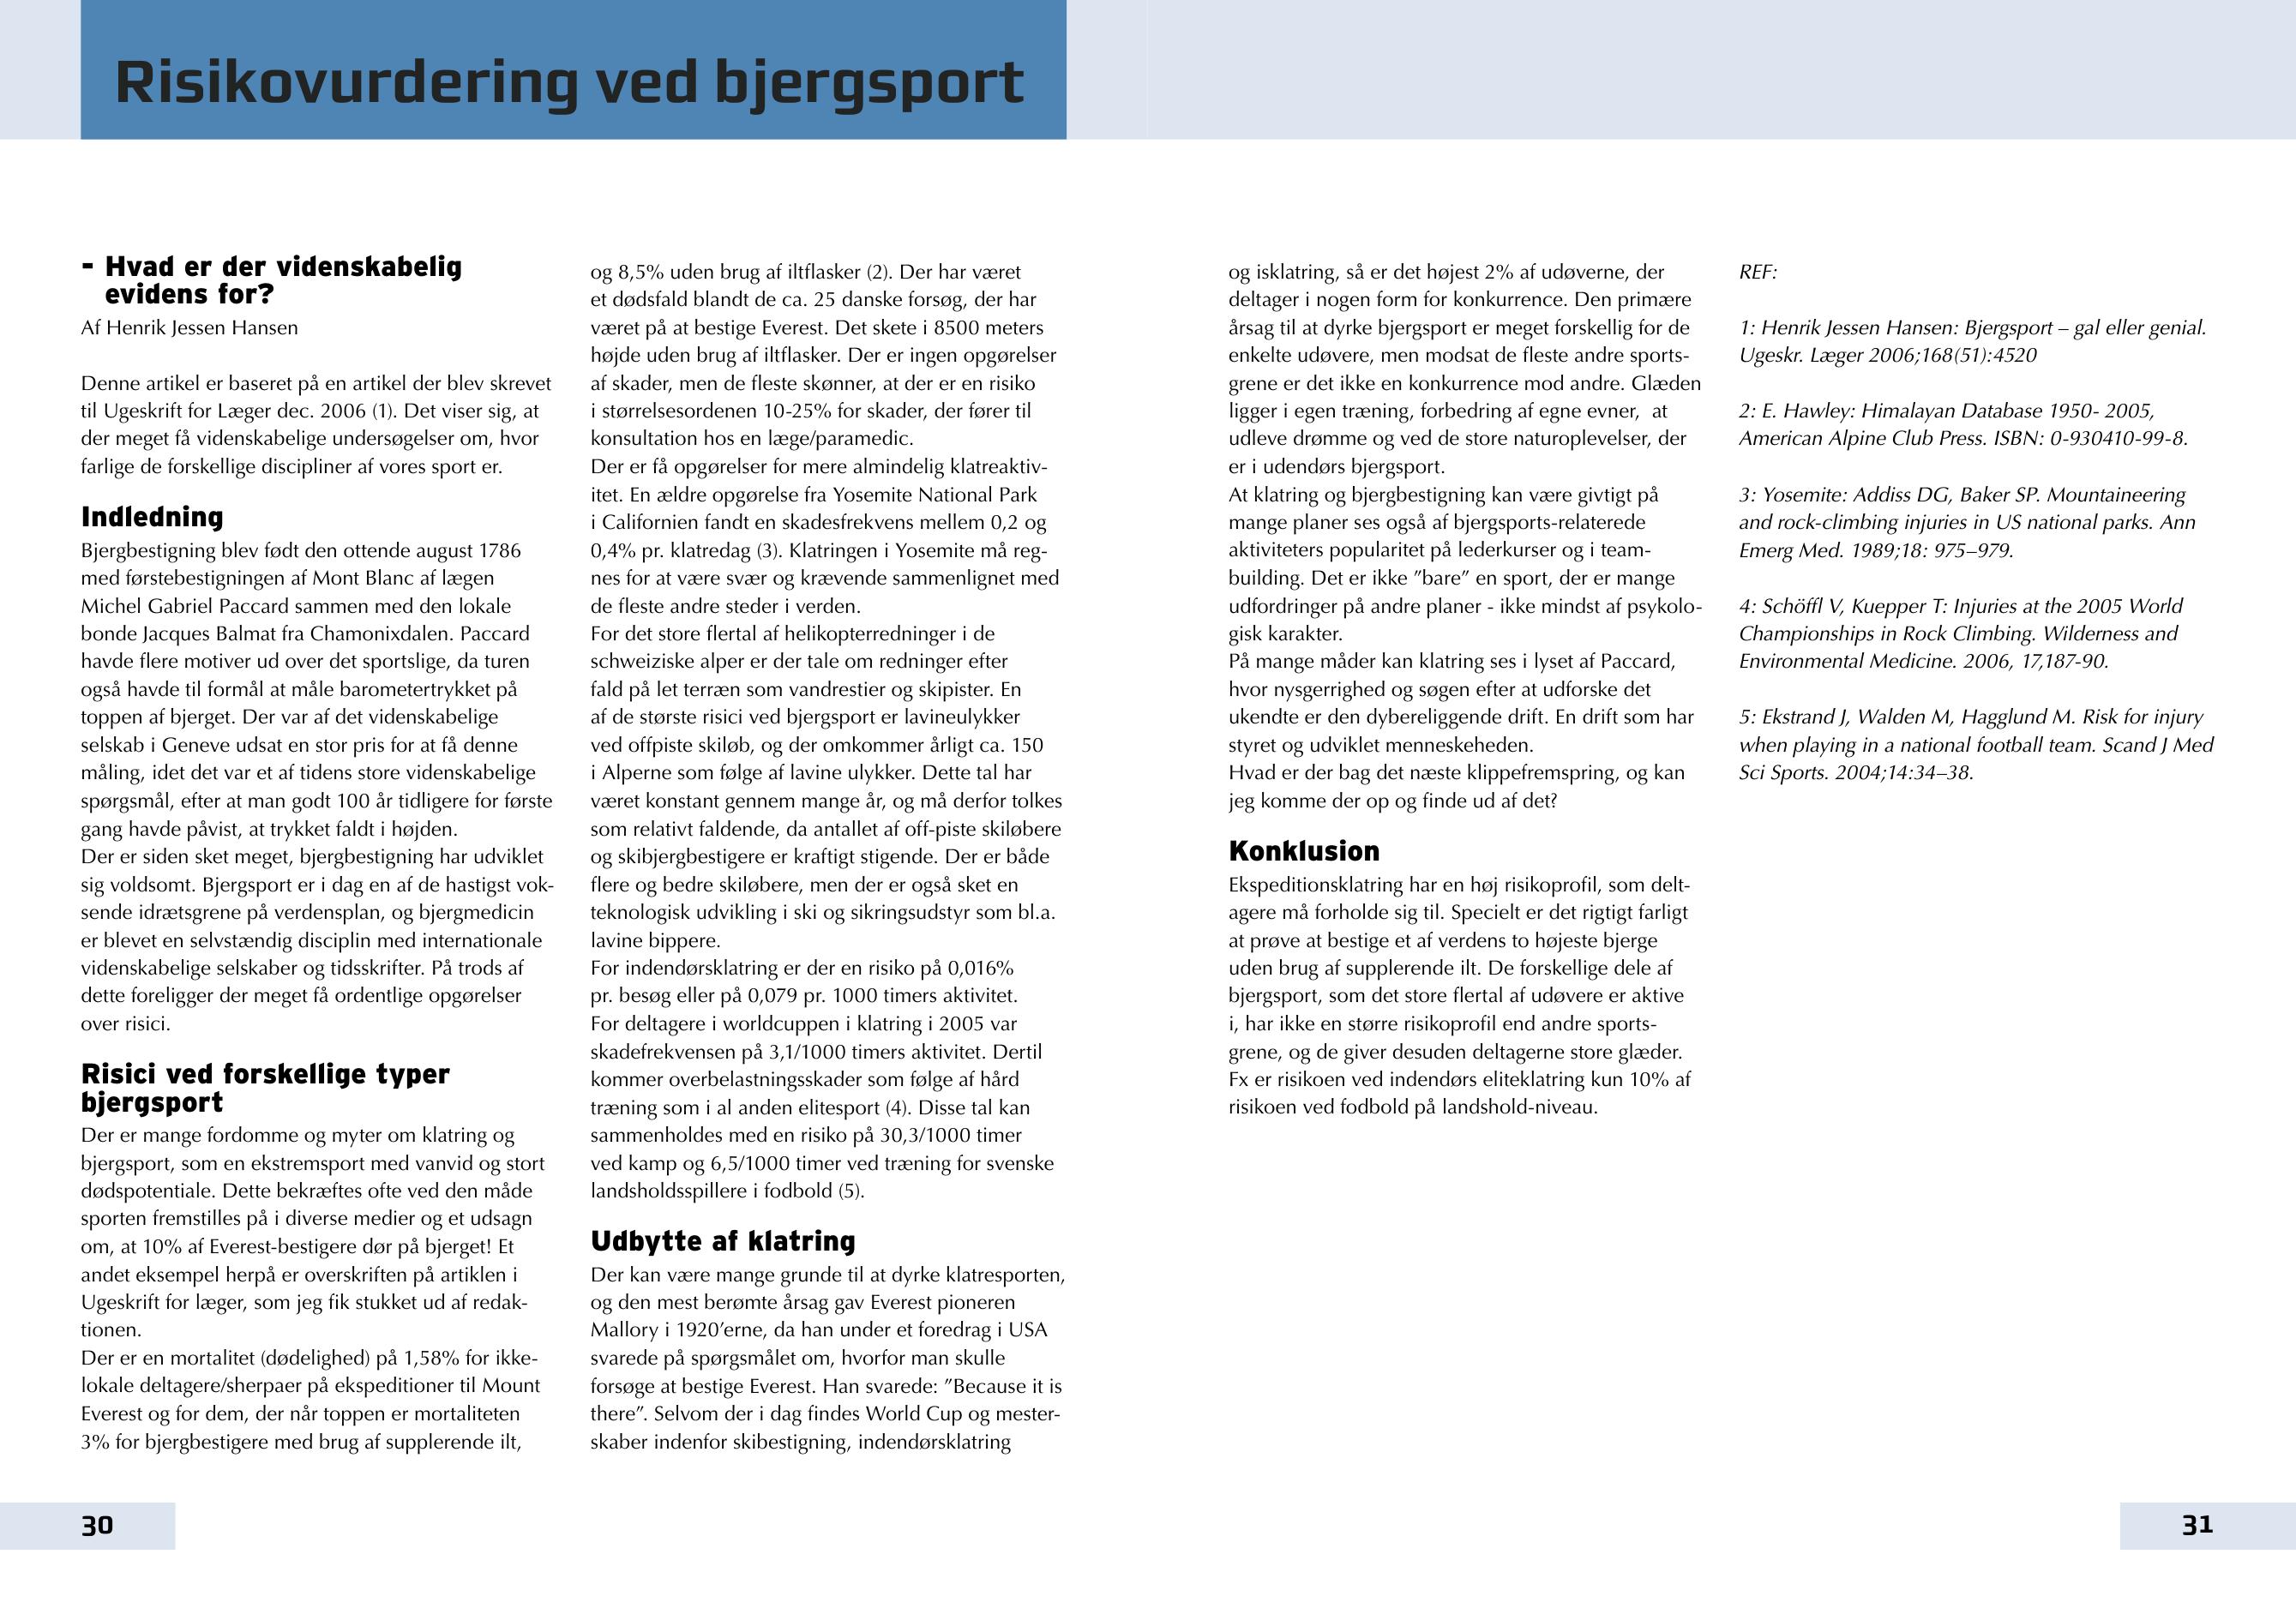 Risikovurdering ved bjergsport
- Hvad er der videnskabelig
evidens for?
Af Henrik Jessen Hansen
Denne artikel er baseret på en artikel der blev skrevet
til Ugeskrift for Læger dec. 2006 (1). Det viser sig, at
der meget få videnskabelige undersøgelser om, hvor
farlige de forskellige discipliner af vores sport er.
Indledning
Bjergbestigning blev født den ottende august 1786
med førstebestigningen af Mont Blanc af lægen
Michel Gabriel Paccard sammen med den lokale
bonde Jacques Balmat fra Chamonixdalen. Paccard
havde flere motiver ud over det sportslige, da turen
også havde til formål at måle barometertrykket på
toppen af bjerget. Der var af det videnskabelige
selskab i Geneve udsat en stor pris for at få denne
måling, idet det var et af tidens store videnskabelige
spørgsmål, efter at man godt 100 år tidligere for første
gang havde påvist, at trykket faldt i højden.
Der er siden sket meget, bjergbestigning har udviklet
sig voldsomt. Bjergsport er i dag en af de hastigst vok-
sende idrætsgrene på verdensplan, og bjergmedicin
er blevet en selvstændig disciplin med internationale
videnskabelige selskaber og tidsskrifter. På trods af
dette foreligger der meget få ordentlige opgørelser
over risici.
Risici ved forskellige typer
bjergsport
Der er mange fordomme og myter om klatring og
bjergsport, som en ekstremsport med vanvid og stort
dødspotentiale. Dette bekræftes ofte ved den måde
sporten fremstilles på i diverse medier og et udsagn
om, at 10% af Everest-bestigere dør på bjerget! Et
andet eksempel herpå er overskriften på artiklen i
Ugeskrift for læger, som jeg fik stukket ud af redak-
tionen.
Der er en mortalitet (dødelighed) på 1,58% for ikke-
lokale deltagere/sherpaer på ekspeditioner til Mount
Everest og for dem, der når toppen er mortaliteten
3% for bjergbestigere med brug af supplerende ilt,
og 8,5% uden brug af iltflasker (2). Der har været
et dødsfald blandt de ca. 25 danske forsøg, der har
været på at bestige Everest. Det skete i 8500 meters
højde uden brug af iltflasker. Der er ingen opgørelser
af skader, men de fleste skønner, at der er en risiko
i størrelsesordenen 10-25% for skader, der fører til
konsultation hos en læge/paramedic.
Der er få opgørelser for mere almindelig klatreaktiv-
itet. En ældre opgørelse fra Yosemite National Park
i Californien fandt en skadesfrekvens mellem 0,2 og
0,4% pr. klatredag (3). Klatringen i Yosemite må reg-
nes for at være svær og krævende sammenlignet med
de fleste andre steder i verden.
For det store flertal af helikopterredninger i de
schweiziske alper er der tale om redninger efter
fald på let terræn som vandrestier og skipister. En
af de største risici ved bjergsport er lavineulykker
ved offpiste skiløb, og der omkommer årligt ca. 150
i Alperne som følge af lavine ulykker. Dette tal har
været konstant gennem mange år, og må derfor tolkes
som relativt faldende, da antallet af off-piste skiløbere
og skibjergbestigere er kraftigt stigende. Der er både
flere og bedre skiløbere, men der er også sket en
teknologisk udvikling i ski og sikringsudstyr som bl.a.
lavine bippere.
For indendørsklatring er der en risiko på 0,016%
pr. besøg eller på 0,079 pr. 1000 timers aktivitet.
For deltagere i worldcuppen i klatring i 2005 var
skadefrekvensen på 3,1/1000 timers aktivitet. Dertil
kommer overbelastningsskader som følge af hård
træning som i al anden elitesport (4). Disse tal kan
sammenholdes med en risiko på 30,3/1000 timer
ved kamp og 6,5/1000 timer ved træning for svenske
landsholdsspillere i fodbold (5).
Udbytte af klatring
Der kan være mange grunde til at dyrke klatresporten,
og den mest berømte årsag gav Everest pioneren
Mallory i 1920’erne, da han under et foredrag i USA
svarede på spørgsmålet om, hvorfor man skulle
forsøge at bestige Everest. Han svarede: ”Because it is
there”. Selvom der i dag findes World Cup og mester-
skaber indenfor skibestigning, indendørsklatring
og isklatring, så er det højest 2% af udøverne, der
deltager i nogen form for konkurrence. Den primære
årsag til at dyrke bjergsport er meget forskellig for de
enkelte udøvere, men modsat de fleste andre sports-
grene er det ikke en konkurrence mod andre. Glæden
ligger i egen træning, forbedring af egne evner, at
udleve drømme og ved de store naturoplevelser, der
er i udendørs bjergsport.
At klatring og bjergbestigning kan være givtigt på
mange planer ses også af bjergsports-relaterede
aktiviteters popularitet på lederkurser og i team-
building. Det er ikke ”bare” en sport, der er mange
udfordringer på andre planer - ikke mindst af psykolo-
gisk karakter.
På mange måder kan klatring ses i lyset af Paccard,
hvor nysgerrighed og søgen efter at udforske det
ukendte er den dybereliggende drift. En drift som har
styret og udviklet menneskeheden.
Hvad er der bag det næste klippefremspring, og kan
jeg komme der op og finde ud af det?
Konklusion
Ekspeditionsklatring har en høj risikoprofil, som delt-
agere må forholde sig til. Specielt er det rigtigt farligt
at prøve at bestige et af verdens to højeste bjerge
uden brug af supplerende ilt. De forskellige dele af
bjergsport, som det store flertal af udøvere er aktive
i, har ikke en større risikoprofil end andre sports-
grene, og de giver desuden deltagerne store glæder.
Fx er risikoen ved indendørs eliteklatring kun 10% af
risikoen ved fodbold på landshold-niveau.
REF:
1: Henrik Jessen Hansen: Bjergsport – gal eller genial.
Ugeskr. Læger 2006;168(51):4520
2: E. Hawley: Himalayan Database 1950- 2005,
American Alpine Club Press. ISBN: 0-930410-99-8.
3: Yosemite: Addiss DG, Baker SP. Mountaineering
and rock-climbing injuries in US national parks. Ann
Emerg Med. 1989;18: 975–979.
4: Schöffl V, Kuepper T: Injuries at the 2005 World
Championships in Rock Climbing. Wilderness and
Environmental Medicine. 2006, 17,187-90.
5: Ekstrand J, Walden M, Hagglund M. Risk for injury
when playing in a national football team. Scand J Med
Sci Sports. 2004;14:34–38.
30
31